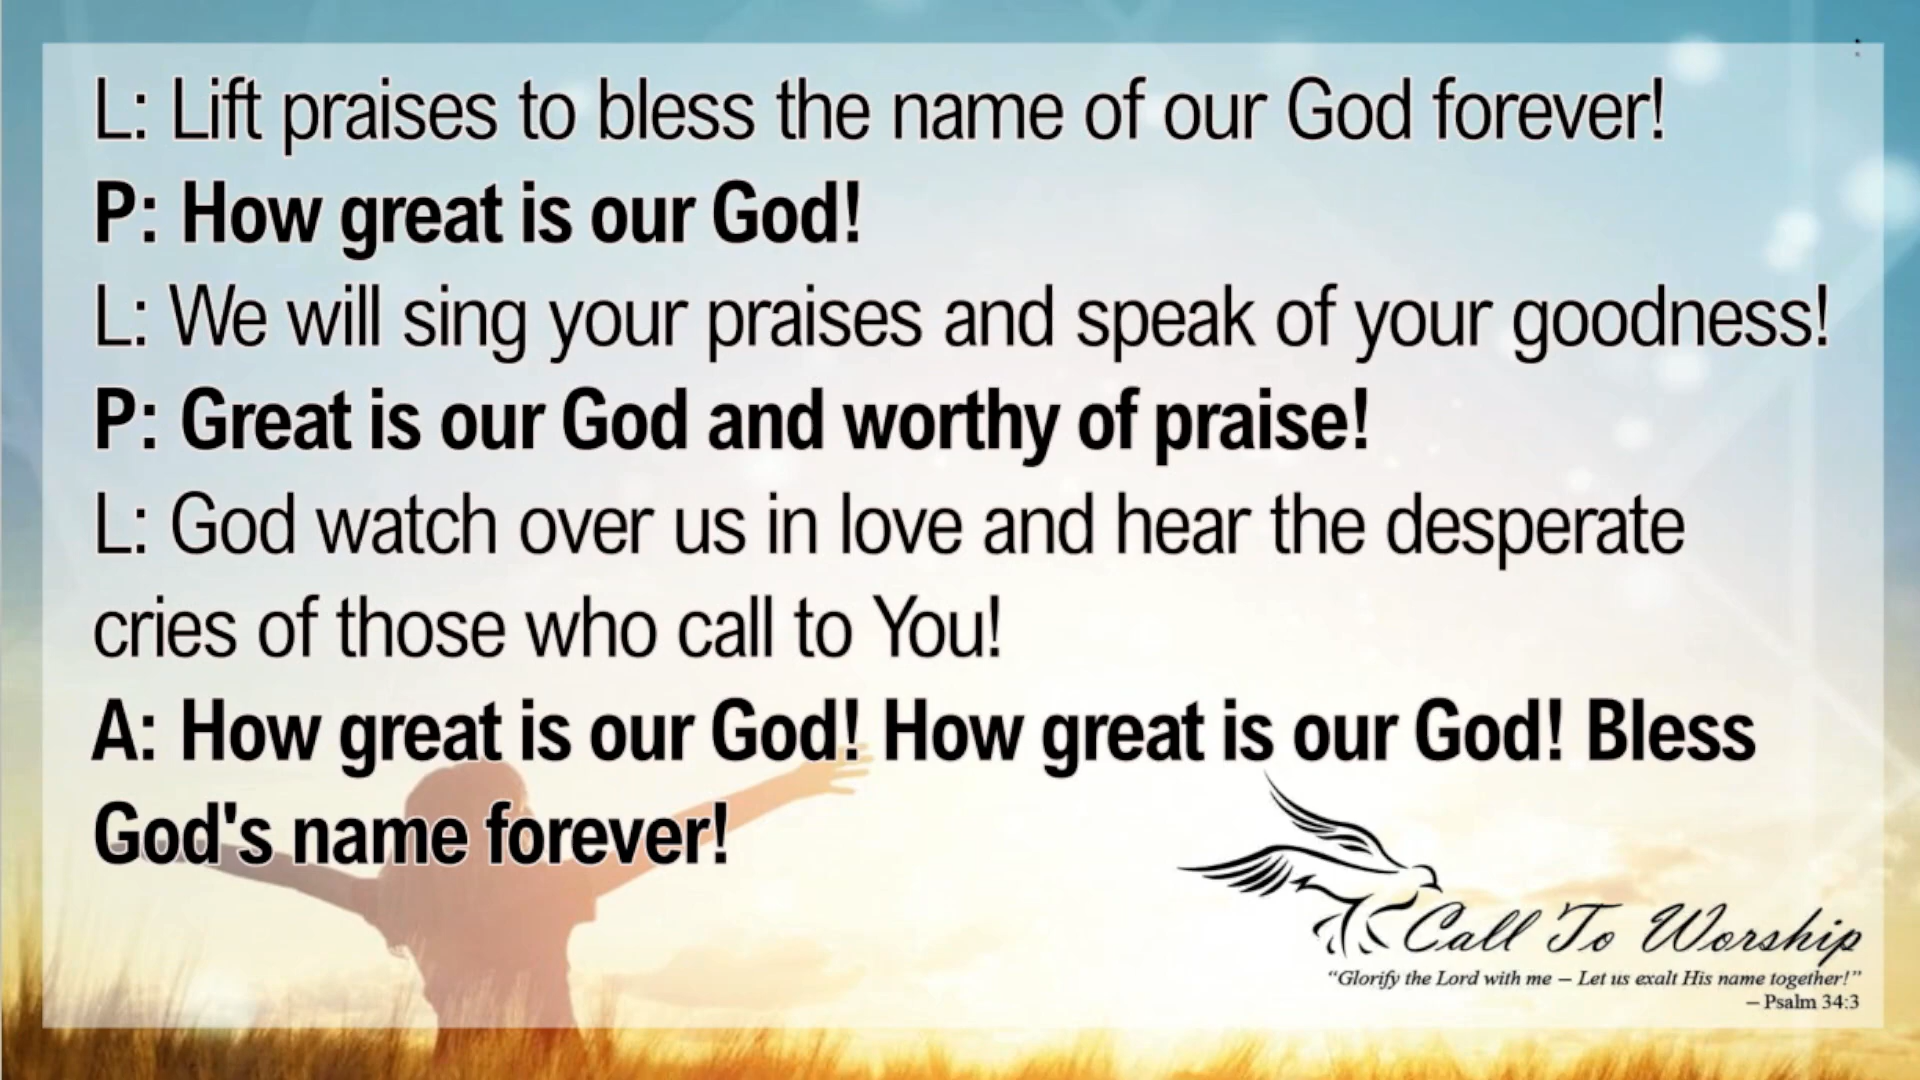 L: Lift praises to bless the name of our God forever!
P: How great is our God!
L: We will sing your praises and speak of your goodness!
P: Great is our God and worthy of praise!
L: God watch over us in love and hear the desperate
cries of those who call to You!
A: How great is our God! How great is our God! Bless
God's name forever!
Call To Worship
“Glorify the Lord with me – Let us exalt His name together!”
– Psalm 34:3